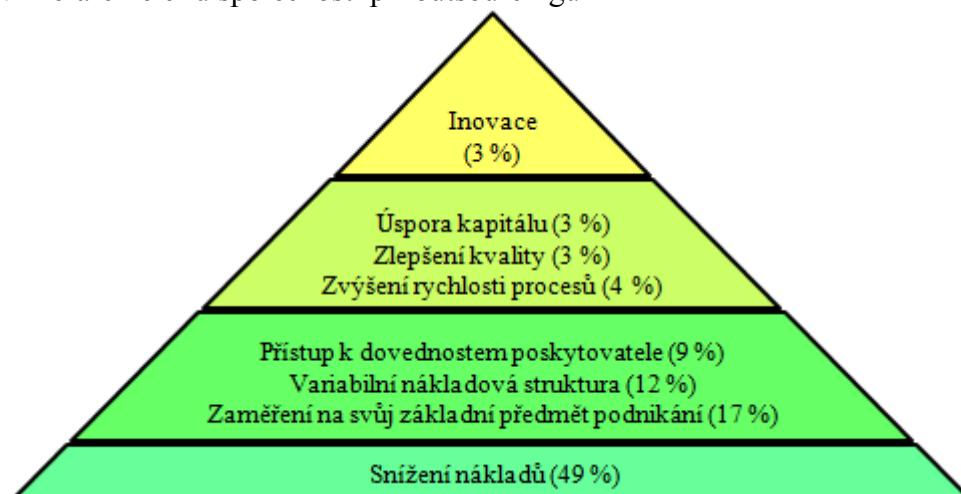 Inovace
(3 %)
Úspora kapitálu (3 %)
Zlepšení kvality (3 %)
Zvýšení rychlosti procesů (4 %)
Přístup k dovednostem poskytovatele (9 %)
Variabilní nákladová struktura (12 %)
Zaměření na svůj základní předmět podnikání (17 %)
Snížení nákladů (49 %)